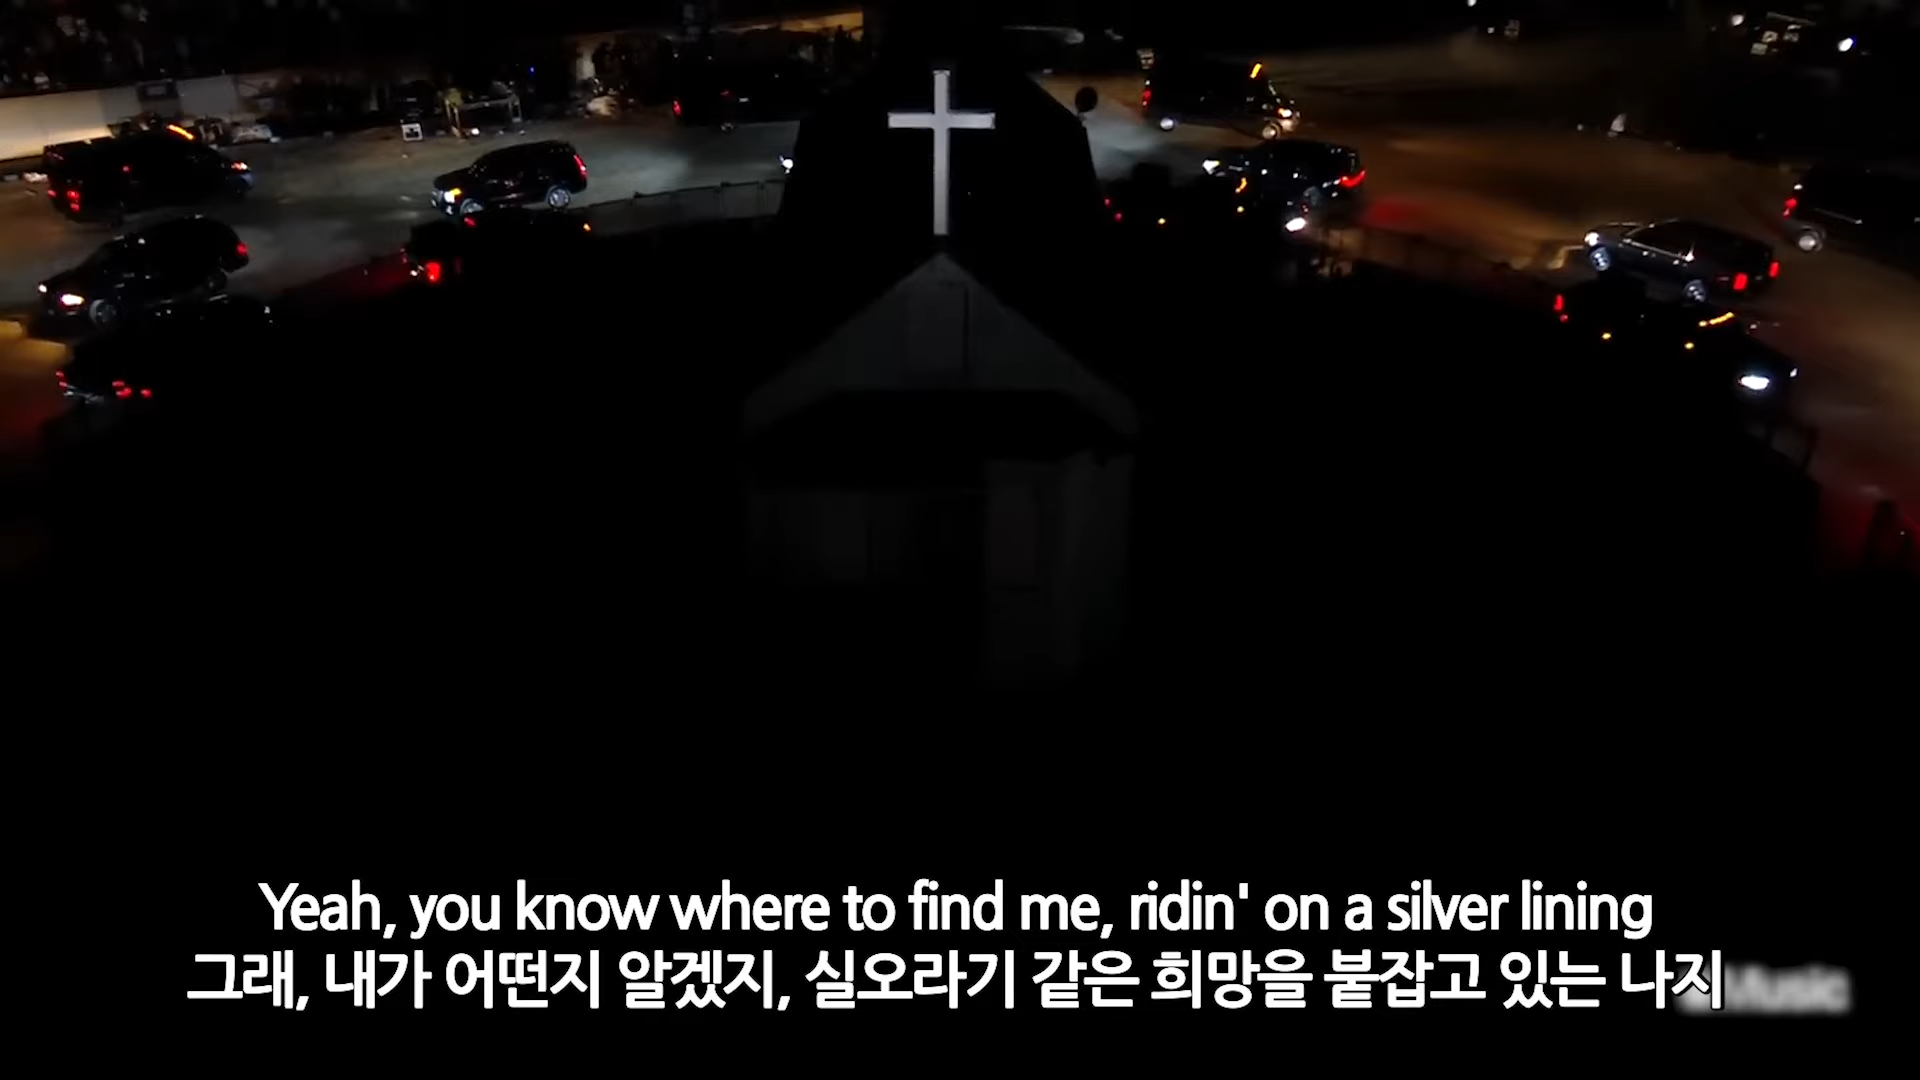 Yeah, you know where to find me, ridin' on a silver lining
그래, 내가 어떤지 알겠지, 실오라기 같은 희망을 붙잡고 있는 나지
Music